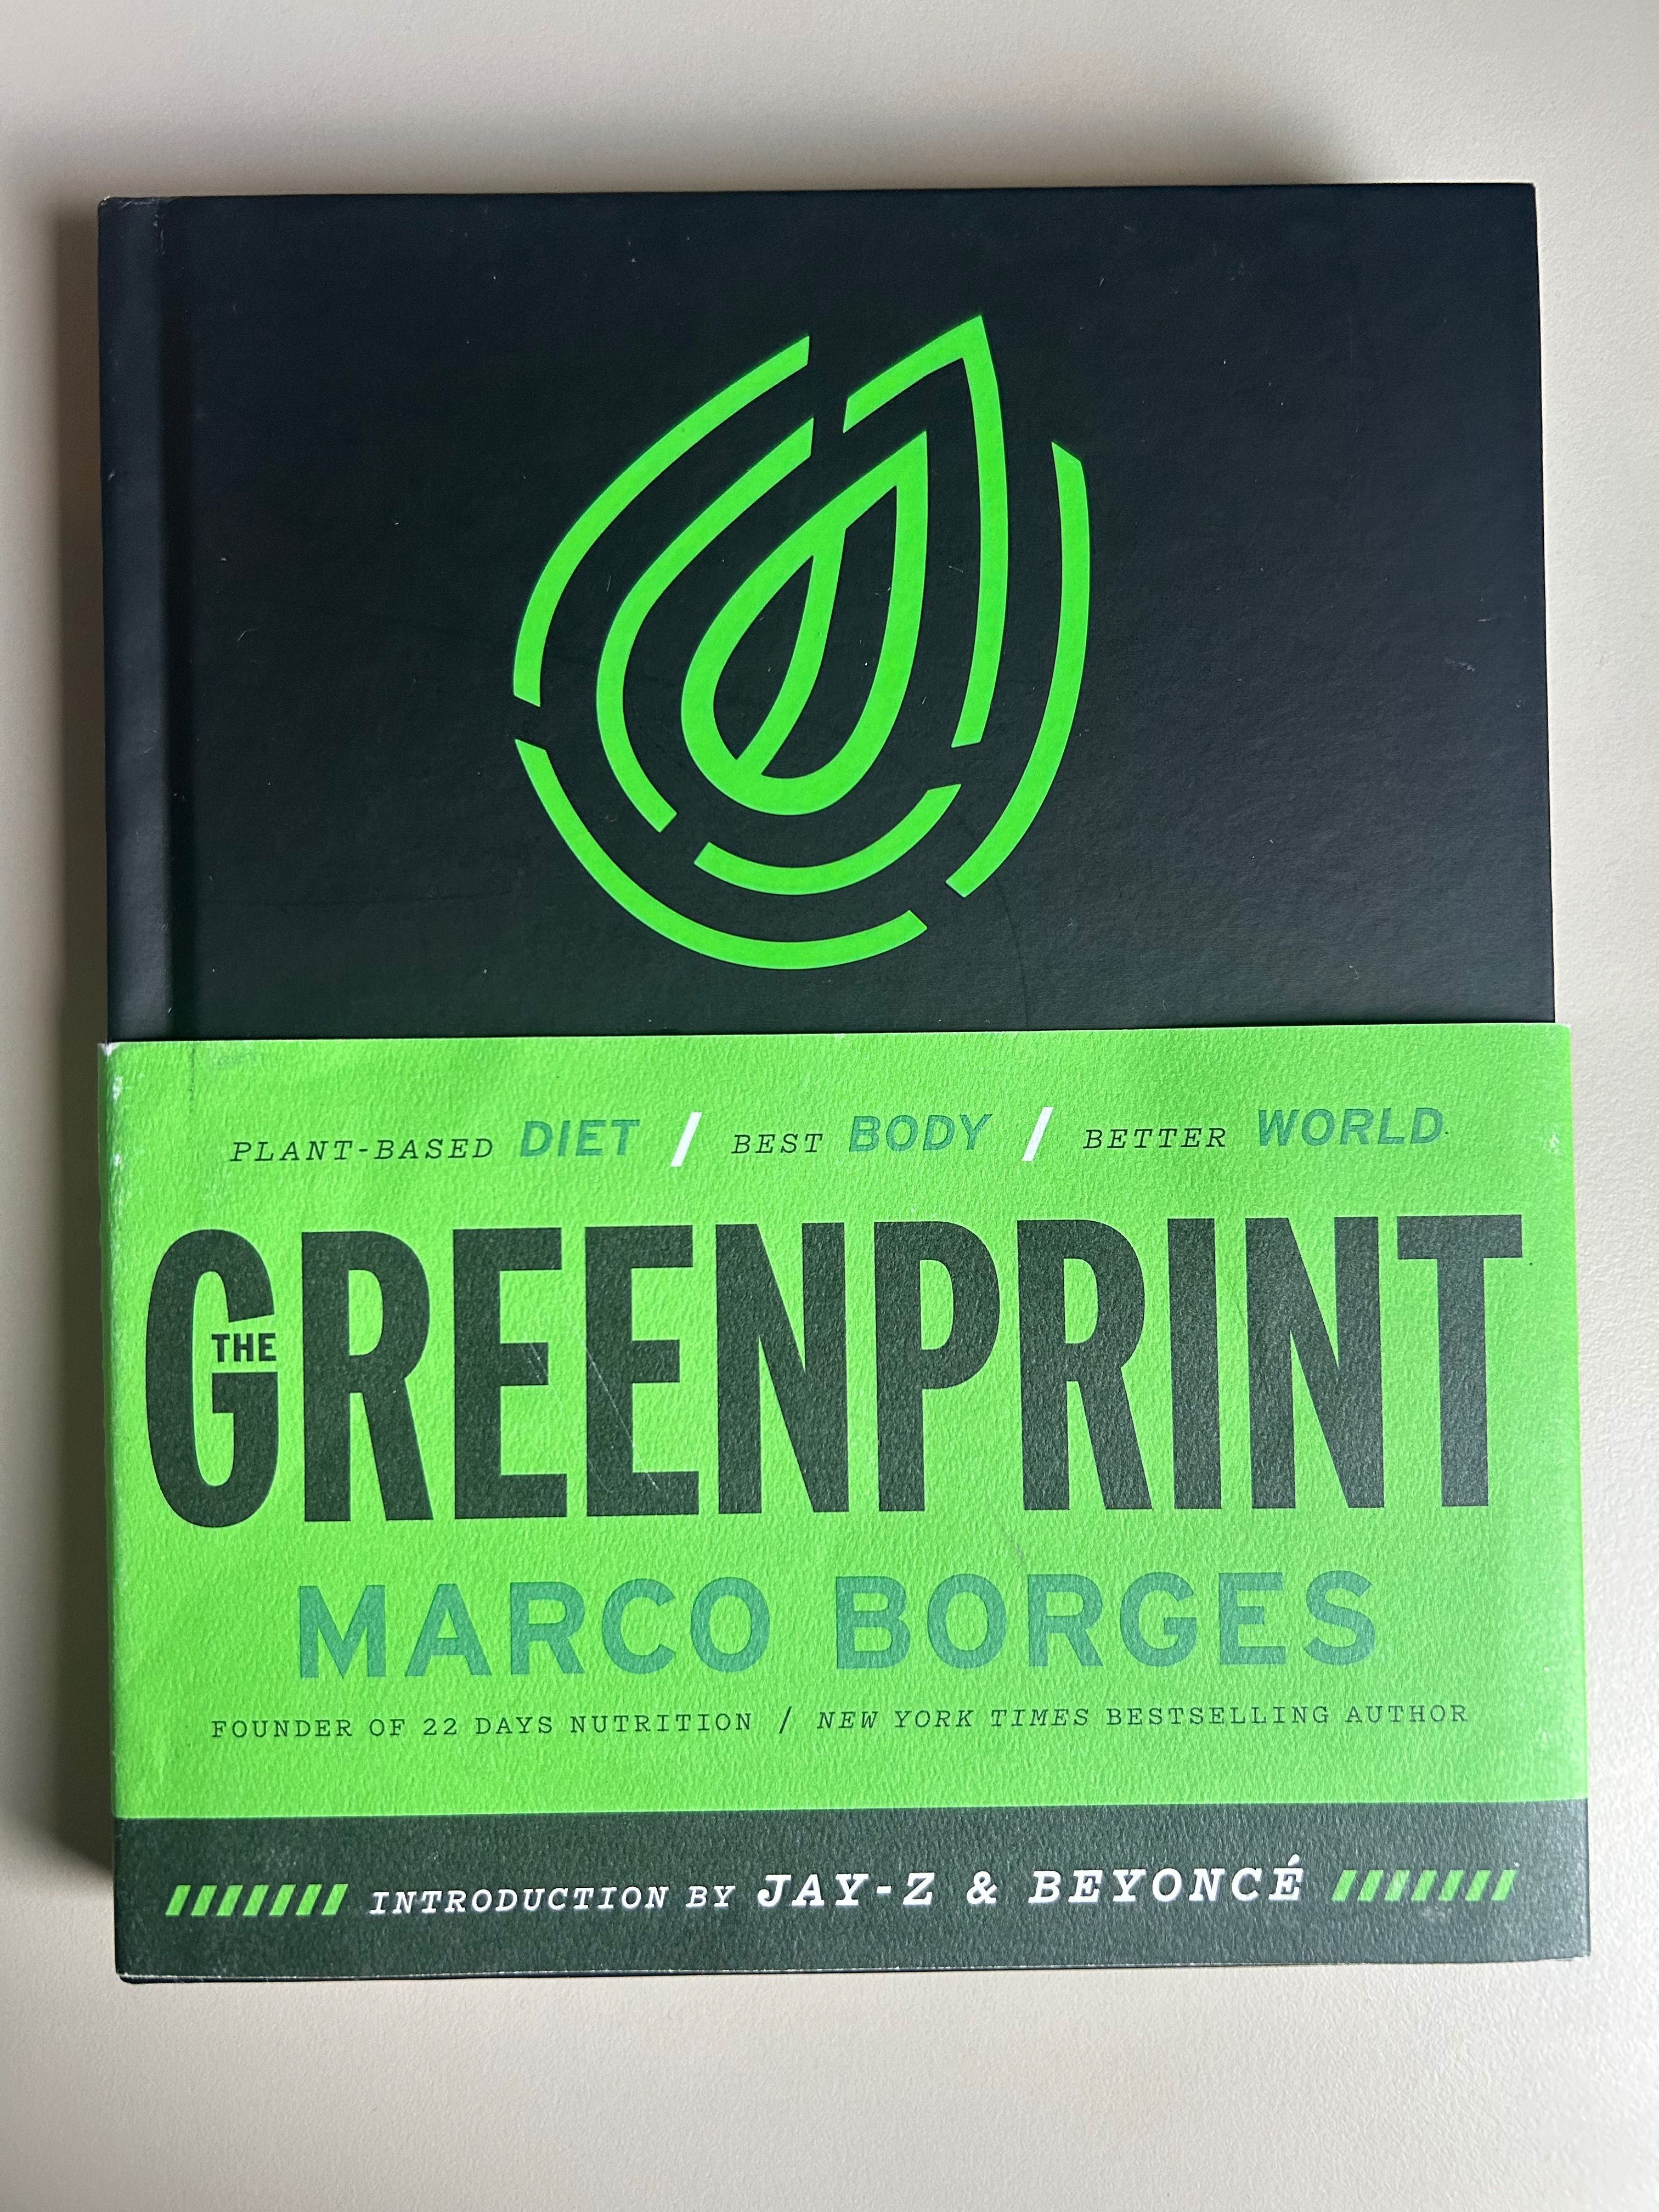 PLANT-BASED DIET / BEST BODY / BETTER WORLD
THE
GREENPRINT
MARCO BORGES
FOUNDER OF 22 DAYS NUTRITION / NEW YORK TIMES BESTSELLING AUTHOR
INTRODUCTION BY JAY-Z & BEYONCÉ